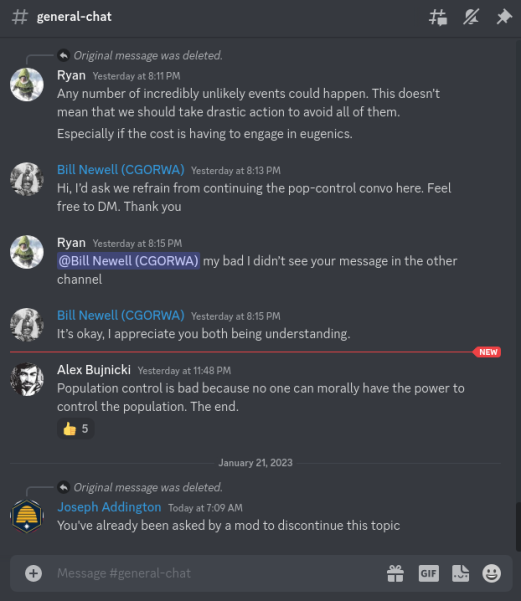 general-chat
Original message was deleted.
Ryan Yesterday at 8:11 PM
Any number of incredibly unlikely events could happen. This doesn't
mean that we should take drastic action to avoid all of them.
Especially if the cost is having to engage in eugenics.
Bill Newell (CGORWA) Yesterday at 8:13 PM
Hi, I'd ask we refrain from continuing the pop-control convo here. Feel
free to DM. Thank you
Ryan Yesterday at 8:15 PM
@Bill Newell (CGORWA) my bad I didn't see your message in the other
channel
Bill Newell (CGORWA) Yesterday at 8:15 PM
It's okay, I appreciate you both being understanding.
NEW
Alex Bujnicki Yesterday at 11:48 PM
Population control is bad because no one can morally have the power to
control the population. The end.
👍 5
January 21, 2023
Original message was deleted.
Joseph Addington Today at 7:09 AM
You've already been asked by a mod to discontinue this topic
Message #general-chat
GIF